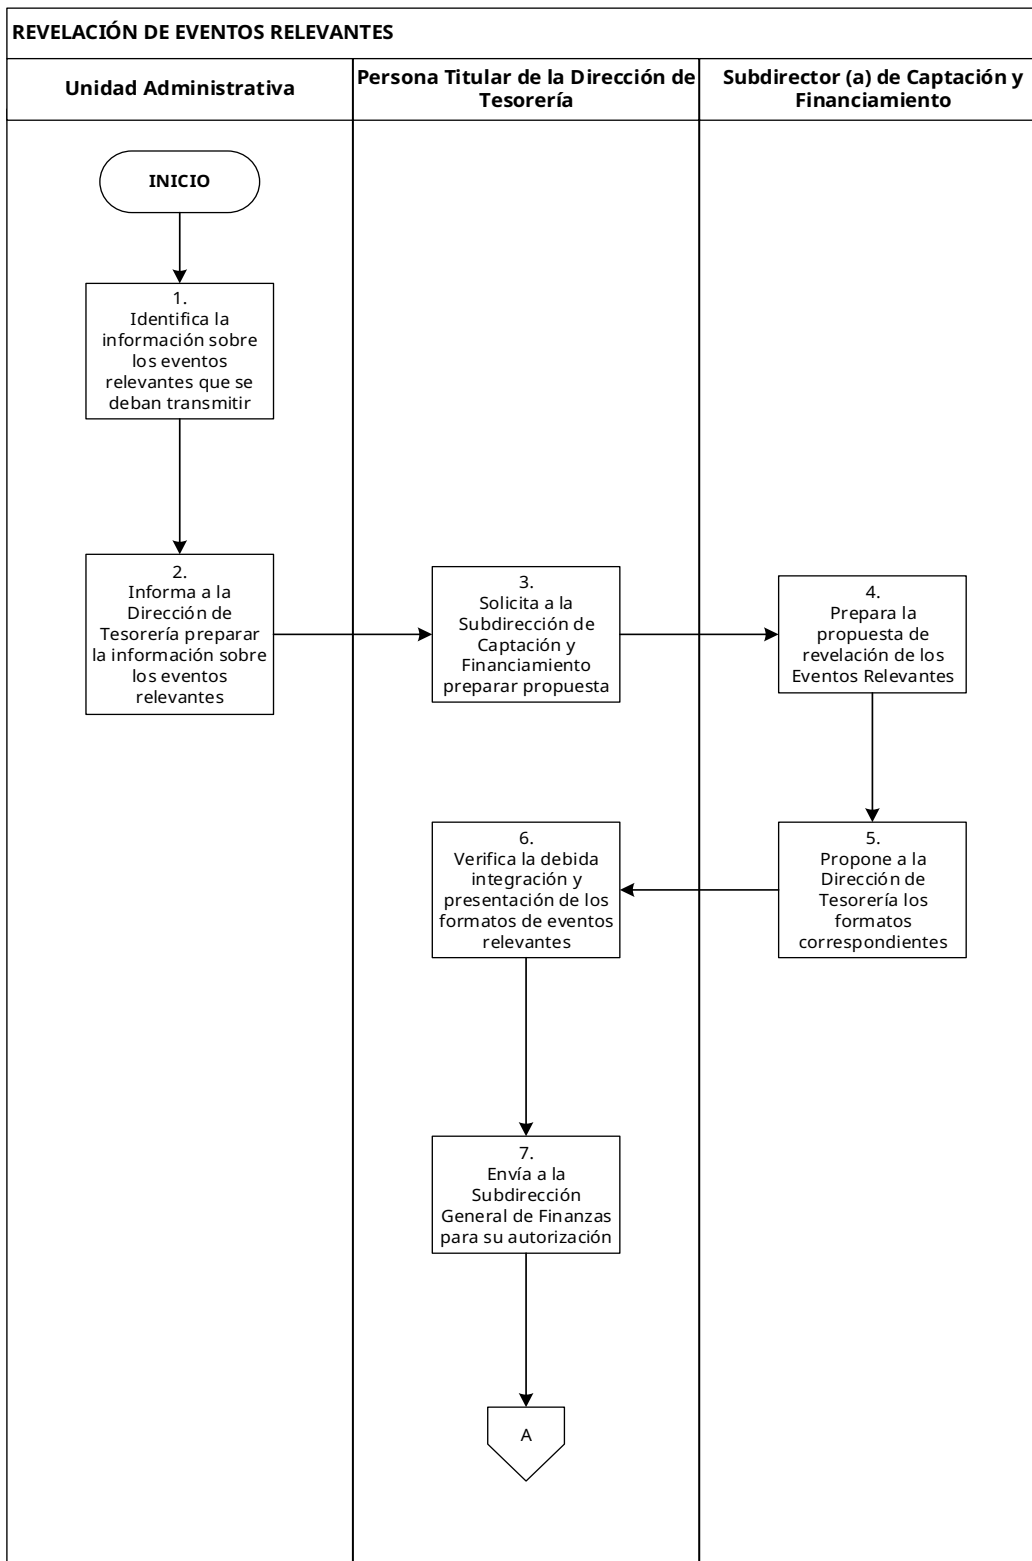 REVELACIÓN DE EVENTOS RELEVANTES
Unidad Administrativa
Persona Titular de la Dirección de
Tesorería
Subdirector (a) de Captación y
Financiamiento
INICIO
1.
Identifica la
información sobre
los eventos
relevantes que se
deban transmitir
2.
Informa a la
Dirección de
Tesorería preparar
la información sobre
los eventos
relevantes
3.
Solicita a la
Subdirección de
Captación y
Financiamiento
preparar propuesta
4.
Prepara la
propuesta de
revelación de los
Eventos Relevantes
5.
Propone a la
Dirección de
Tesorería los
formatos
correspondientes
6.
Verifica la debida
integración y
presentación de los
formatos de eventos
relevantes
7.
Envía a la
Subdirección
General de Finanzas
para su autorización
A